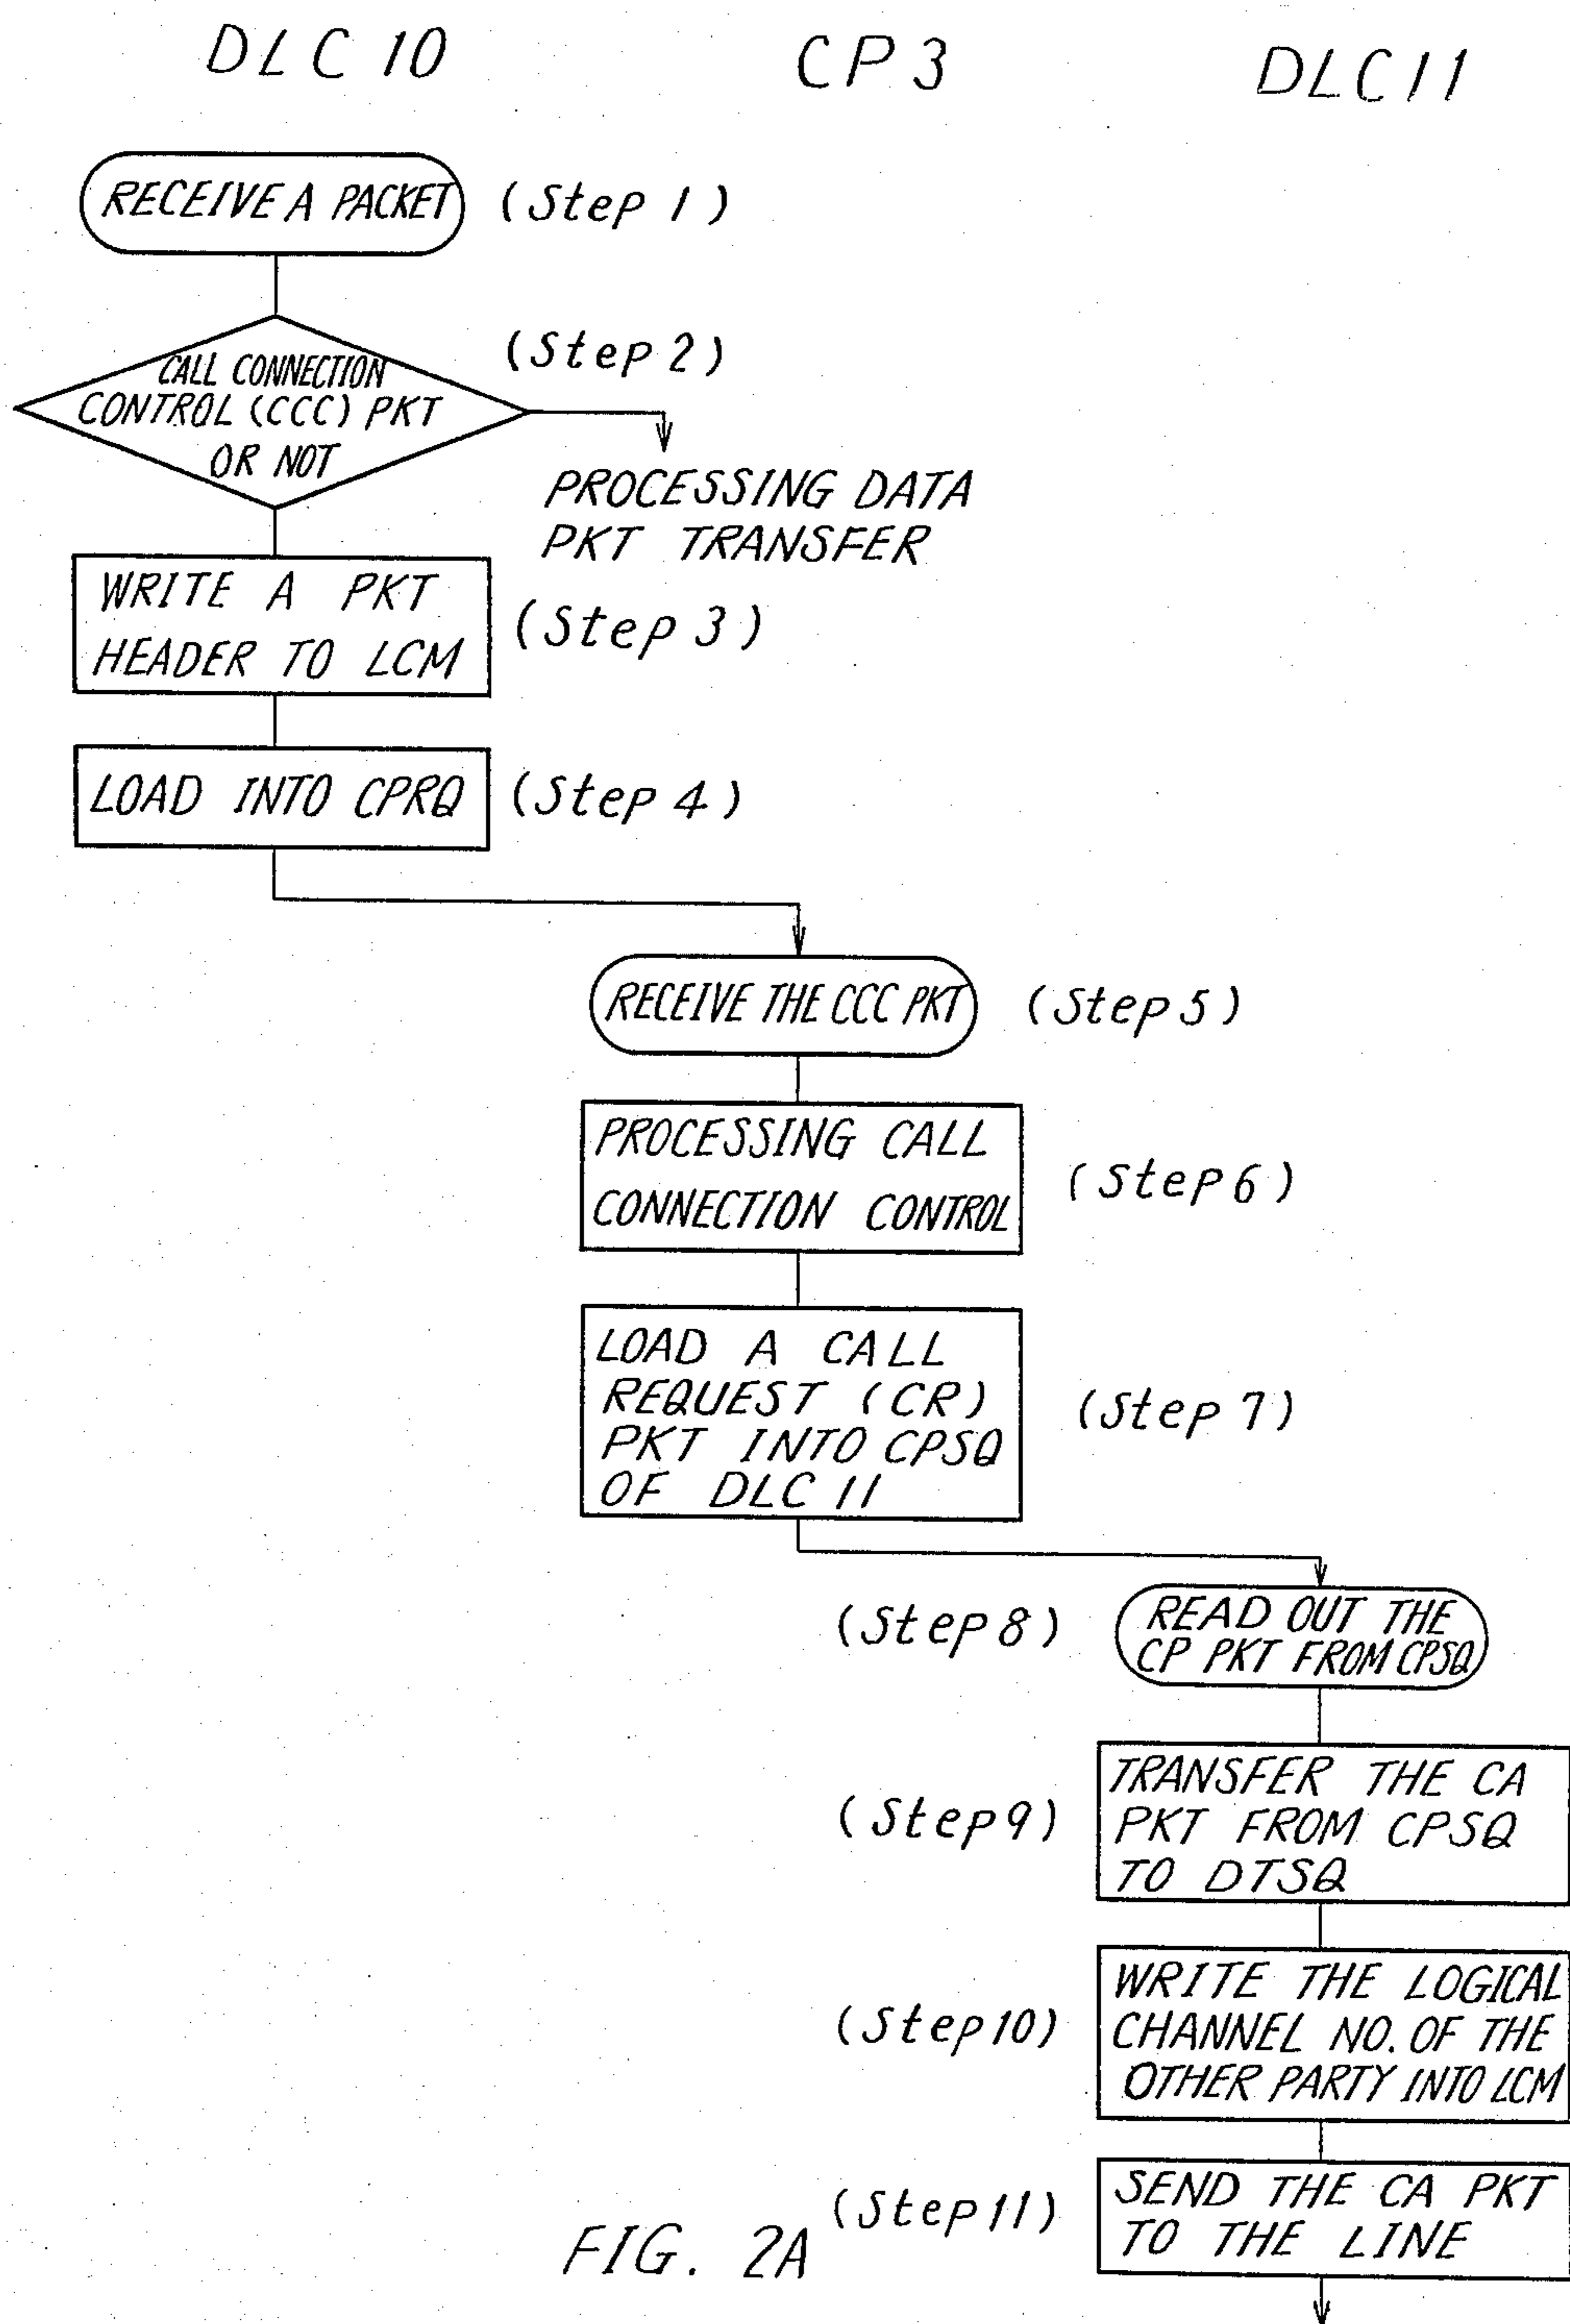 DLC 10
CP 3
DLC 11
RECEIVE A PACKET
(Step 1)
CALL CONNECTION
CONTROL (CCC) PKT
OR NOT
(Step 2)
PROCESSING DATA
PKT TRANSFER
WRITE A PKT
HEADER TO LCM
(Step 3)
LOAD INTO CPRQ
(Step 4)
RECEIVE THE CCC PKT
(Step 5)
PROCESSING CALL
CONNECTION CONTROL
(Step 6)
LOAD A CALL
REQUEST (CR)
PKT INTO CPSQ
OF DLC 11
(Step 7)
(Step 8)
READ OUT THE
CP PKT FROM CPSQ
(Step 9)
TRANSFER THE CA
PKT FROM CPSQ
TO DTSQ
(Step 10)
WRITE THE LOGICAL
CHANNEL NO. OF THE
OTHER PARTY INTO LCM
(Step 11)
SEND THE CA PKT
TO THE LINE
FIG. 2A